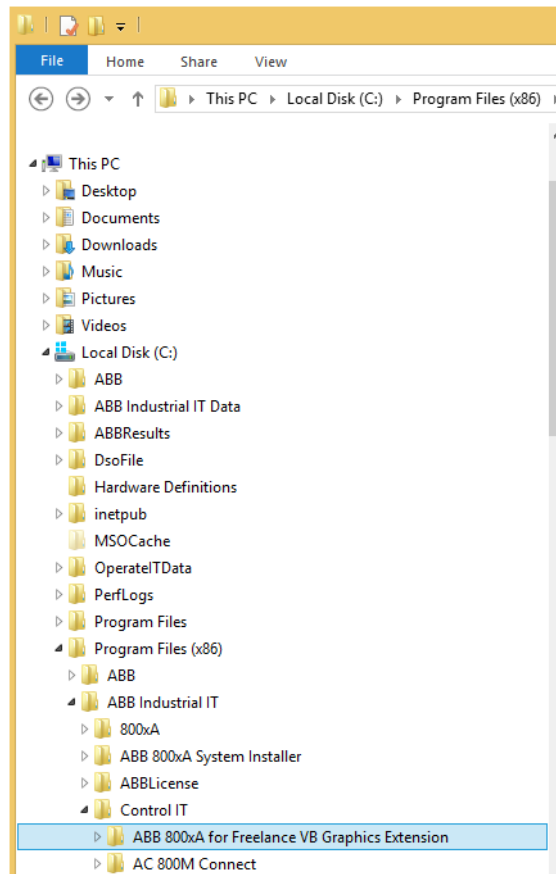 File Home Share View
This PC Local Disk (C:) Program Files (x86)
This PC
Desktop
Documents
Downloads
Music
Pictures
Videos
Local Disk (C:)
ABB
ABB Industrial IT Data
ABBResults
DsoFile
Hardware Definitions
inetpub
MSOCache
OperateITData
PerfLogs
Program Files
Program Files (x86)
ABB
ABB Industrial IT
800xA
ABB 800xA System Installer
ABBLicense
Control IT
ABB 800xA for Freelance VB Graphics Extension
AC 800M Connect